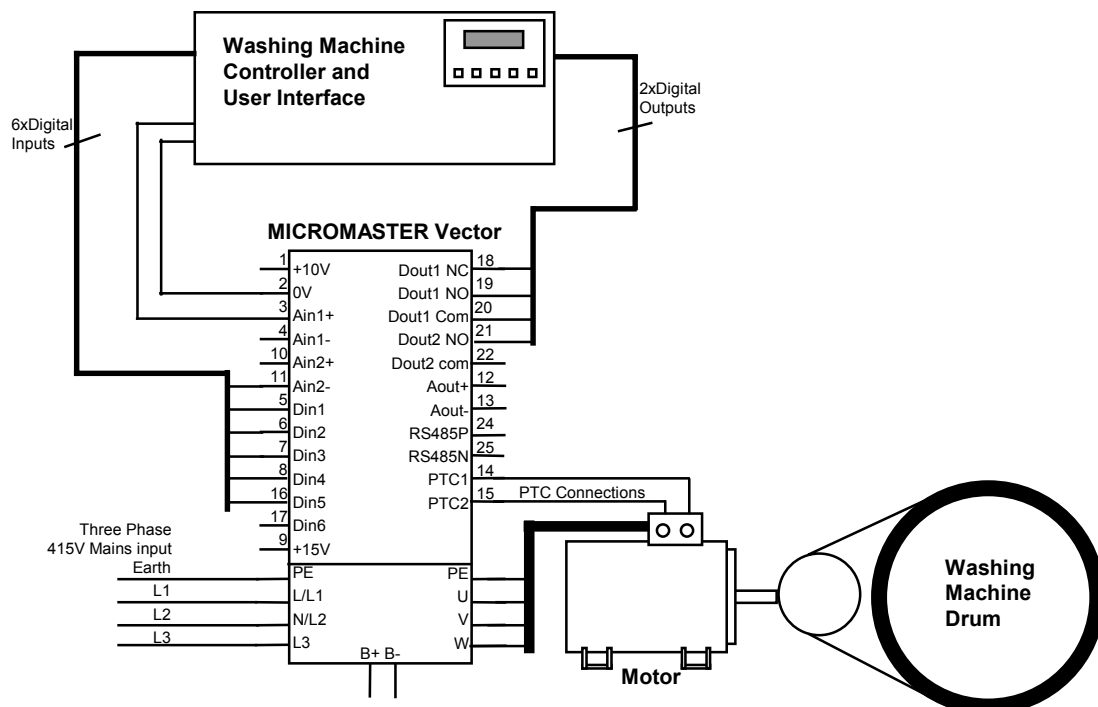 Washing Machine
Controller and
User Interface
6xDigital
Inputs
2xDigital
Outputs
MICROMASTER Vector
1 +10V
2 0V
3 Ain1+
4 Ain1-
10 Ain2+
11 Ain2-
5 Din1
6 Din2
7 Din3
8 Din4
16 Din5
17 Din6
9 +15V
Dout1 NC 18
Dout1 NO 19
Dout1 Com 20
Dout2 NO 21
Dout2 com 22
Aout+ 12
Aout- 13
RS485P 24
RS485N 25
PTC1 14
PTC2 15
PTC Connections
Three Phase
415V Mains input
Earth
L1
L2
L3
PE
L/L1
N/L2
L3
PE
U
V
W
B+ B-
Motor
Washing
Machine
Drum